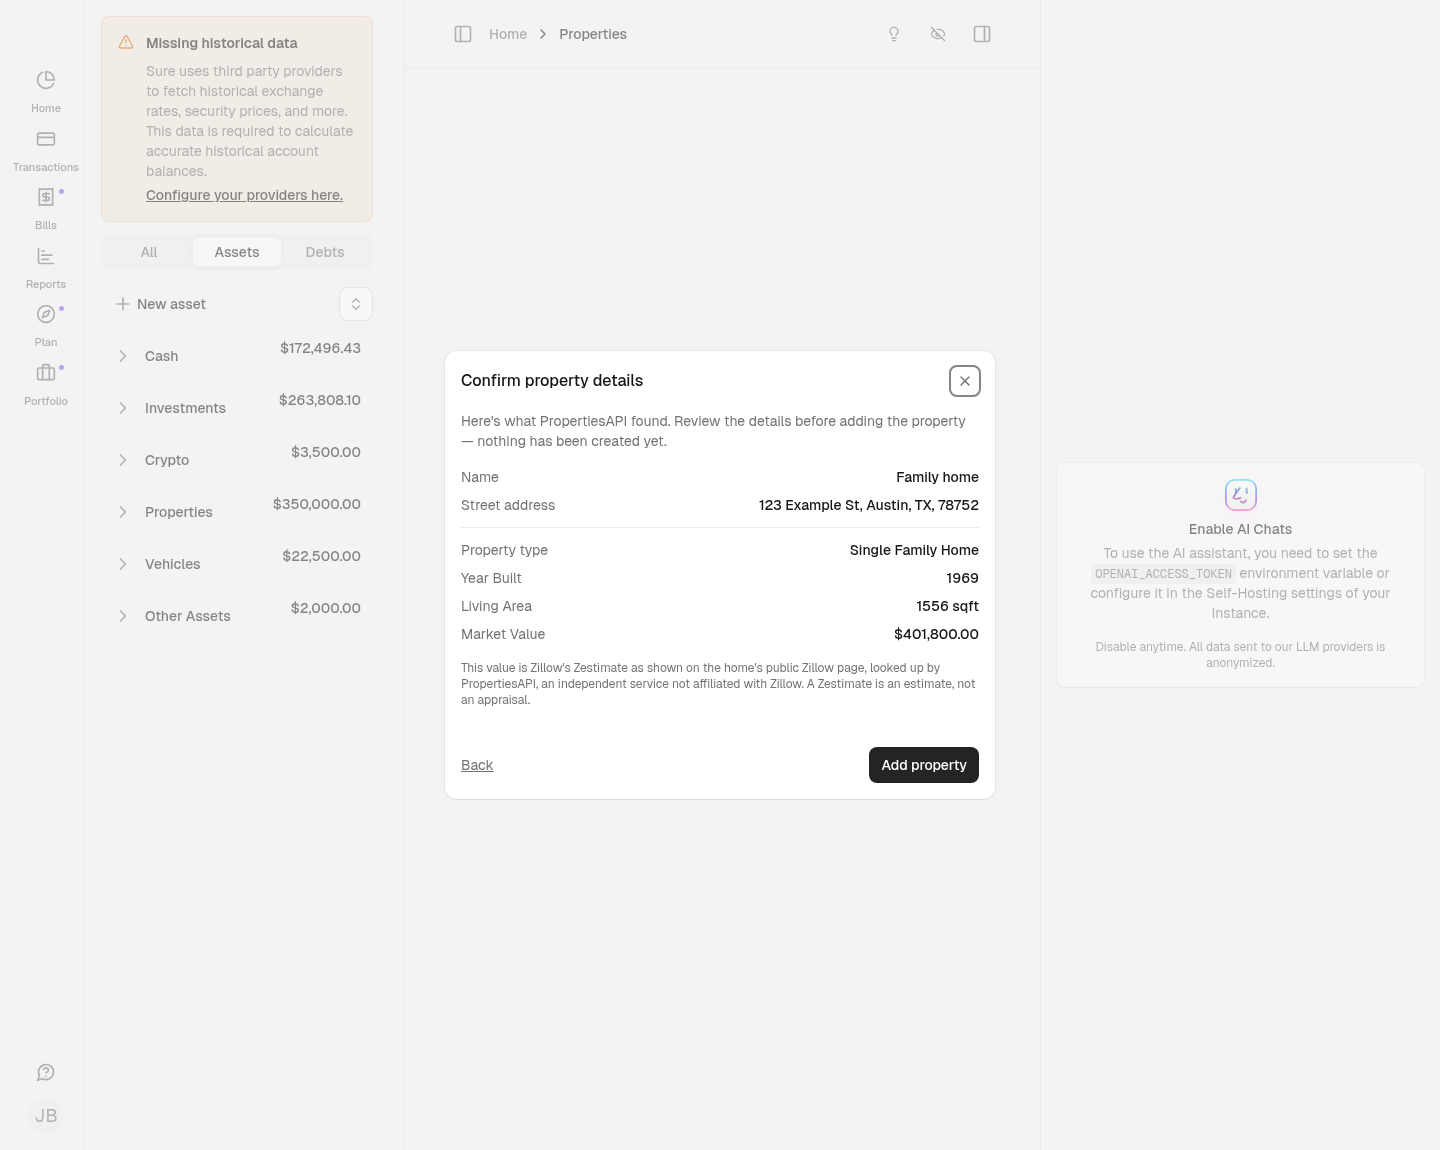 Home
Transactions
Bills
Reports
Plan
Portfolio
JB
Missing historical data
Sure uses third party providers
to fetch historical exchange
rates, security prices, and more.
This data is required to calculate
accurate historical account
balances.
Configure your providers here.
All Assets Debts
New asset
Cash $172,496.43
Investments $263,808.10
Crypto $3,500.00
Properties $350,000.00
Vehicles $22,500.00
Other Assets $2,000.00
Home Properties
Confirm property details
Here's what PropertiesAPI found. Review the details before adding the property
— nothing has been created yet.
Name Family home
Street address 123 Example St, Austin, TX, 78752
Property type Single Family Home
Year Built 1969
Living Area 1556 sqft
Market Value $401,800.00
This value is Zillow's Zestimate as shown on the home's public Zillow page, looked up by
PropertiesAPI, an independent service not affiliated with Zillow. A Zestimate is an estimate, not
an appraisal.
Back Add property
Enable AI Chats
To use the AI assistant, you need to set the
OPENAI_ACCESS_TOKEN environment variable or
configure it in the Self-Hosting settings of your
instance.
Disable anytime. All data sent to our LLM providers is
anonymized.